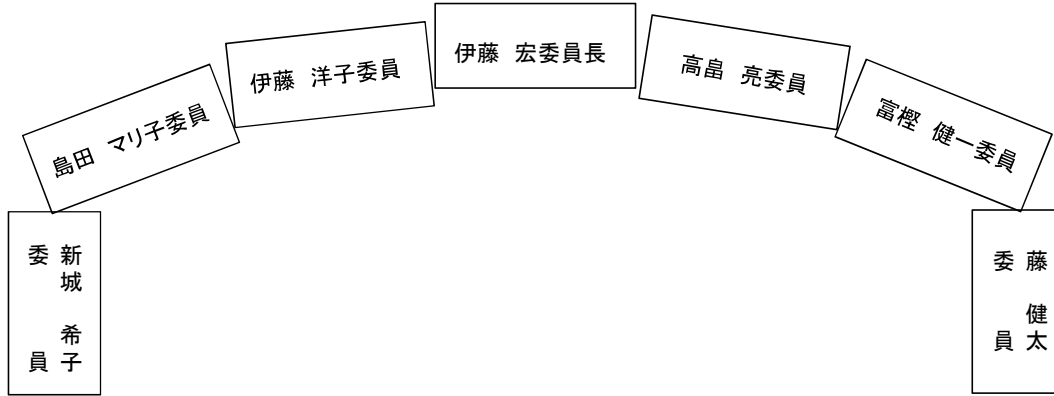 伊藤 宏委員長
伊藤 洋子委員
高畠 亮委員
島田 マリ子委員
富樫 健一委員
新城 希子
委員
藤 健太
委員